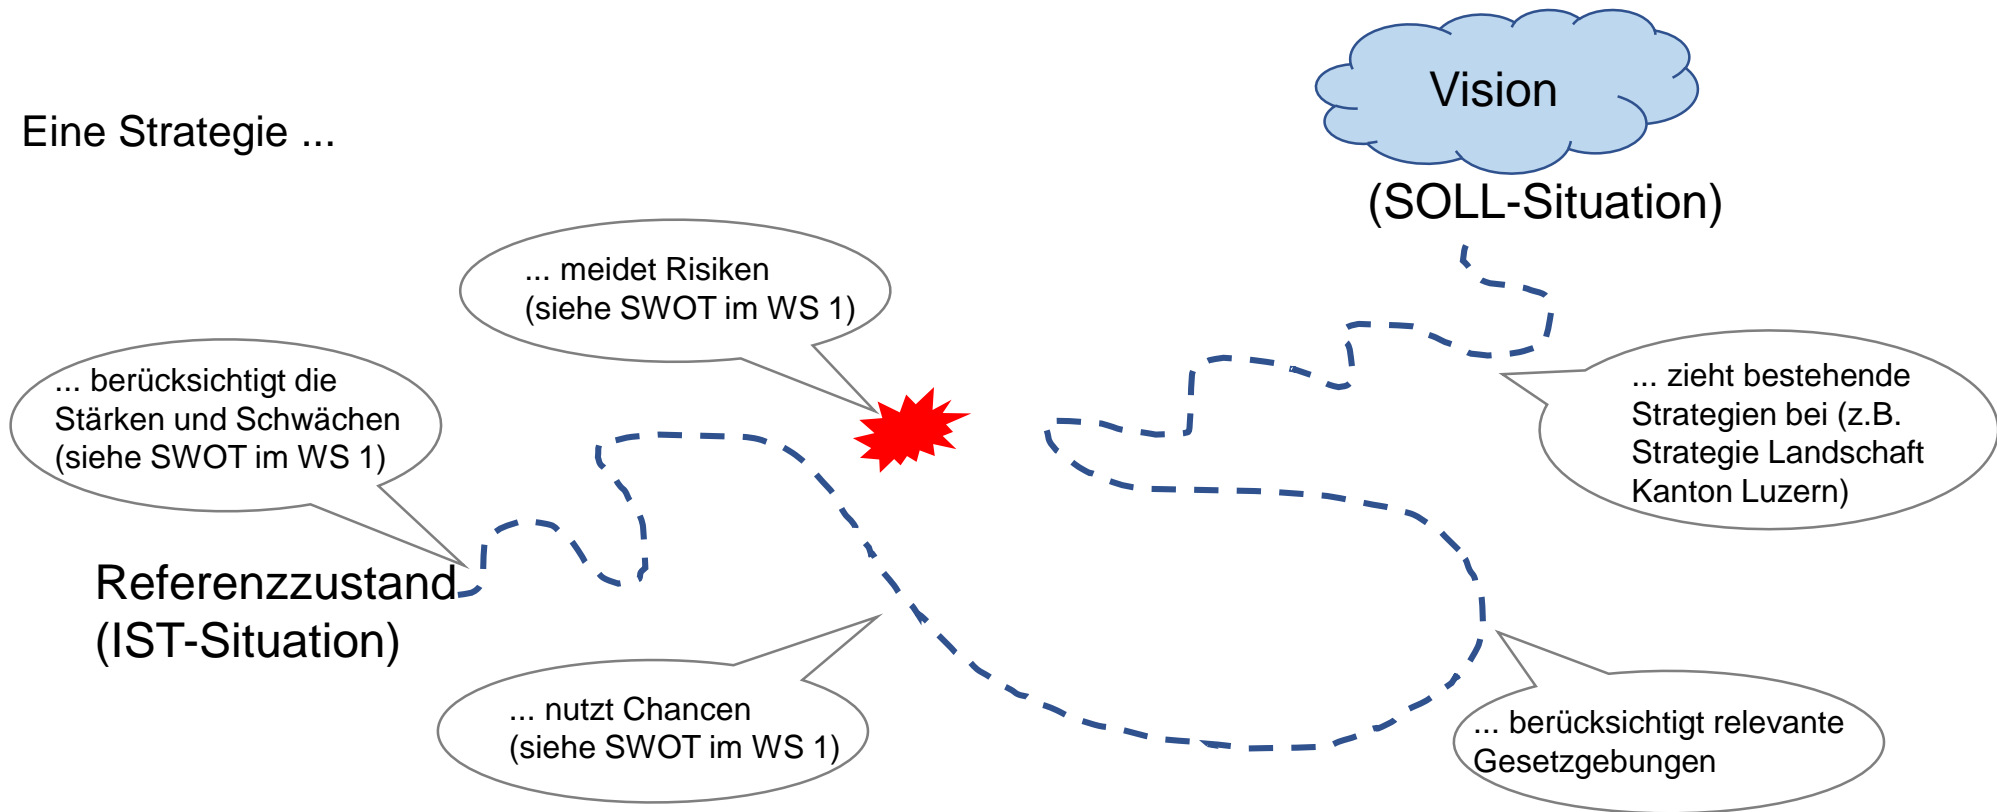 Eine Strategie ...
Vision
(SOLL-Situation)
... meidet Risiken
(siehe SWOT im WS 1)
... berücksichtigt die
Stärken und Schwächen
(siehe SWOT im WS 1)
... zieht bestehende
Strategien bei (z.B.
Strategie Landschaft
Kanton Luzern)
Referenzzustand
(IST-Situation)
... nutzt Chancen
(siehe SWOT im WS 1)
... berücksichtigt relevante
Gesetzgebungen